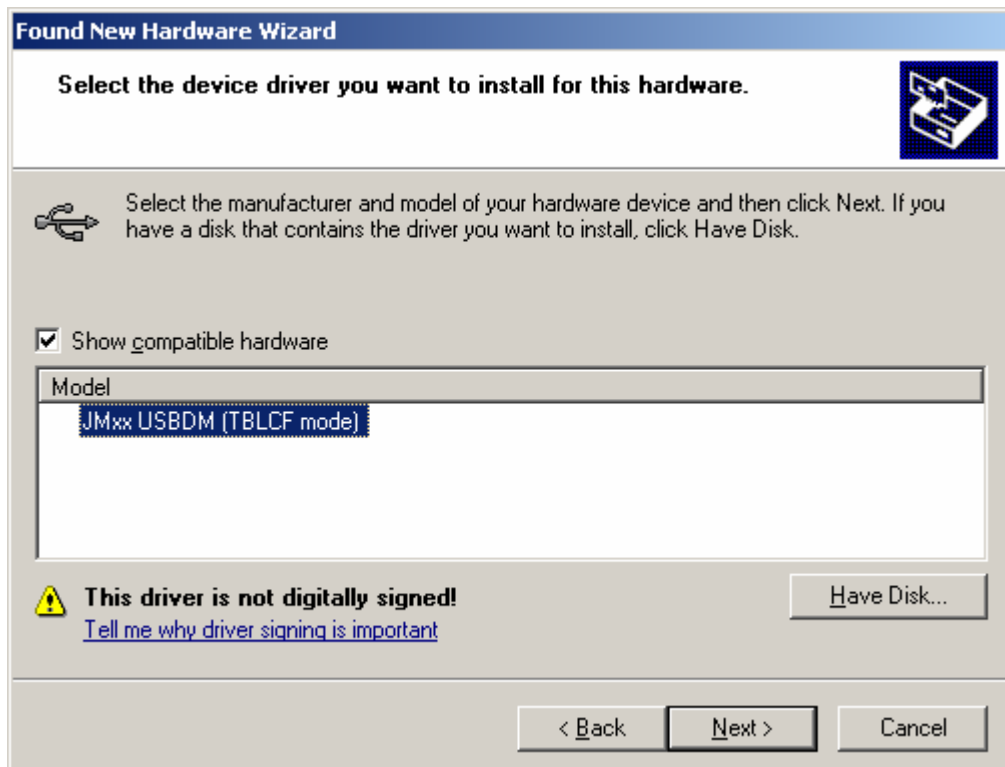 Found New Hardware Wizard
Select the device driver you want to install for this hardware.
Select the manufacturer and model of your hardware device and then click Next. If you
have a disk that contains the driver you want to install, click Have Disk.
Show compatible hardware
Model
JMxx USBDM (TBLCF mode)
This driver is not digitally signed!
Have Disk...
Tell me why driver signing is important
< Back
Next >
Cancel